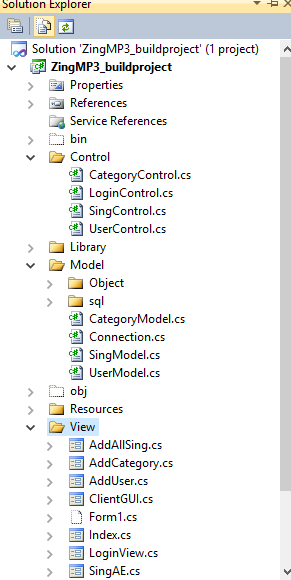 Solution Explorer
Solution 'ZingMP3_buildproject' (1 project)
ZingMP3_buildproject
Properties
References
Service References
bin
Control
CategoryControl.cs
LoginControl.cs
SingControl.cs
UserControl.cs
Library
Model
Object
sql
CategoryModel.cs
Connection.cs
SingModel.cs
UserModel.cs
obj
Resources
View
AddAllSing.cs
AddCategory.cs
AddUser.cs
ClientGUI.cs
Form1.cs
Index.cs
LoginView.cs
SingAE.cs